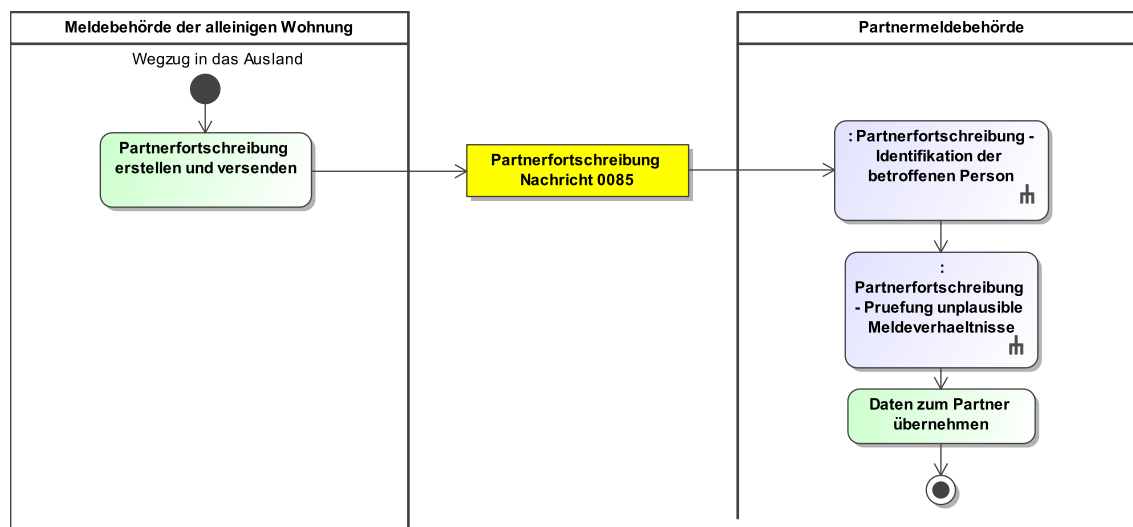 Meldebehörde der alleinigen Wohnung
Wegzug in das Ausland
Partnerfortschreibung
erstellen und versenden
Partnerfortschreibung
Nachricht 0085
Partnermeldebehörde
: Partnerfortschreibung -
Identifikation der
betroffenen Person
:
Partnerfortschreibung
- Pruefung unplausible
Meldeverhaeltnisse
Daten zum Partner
übernehmen